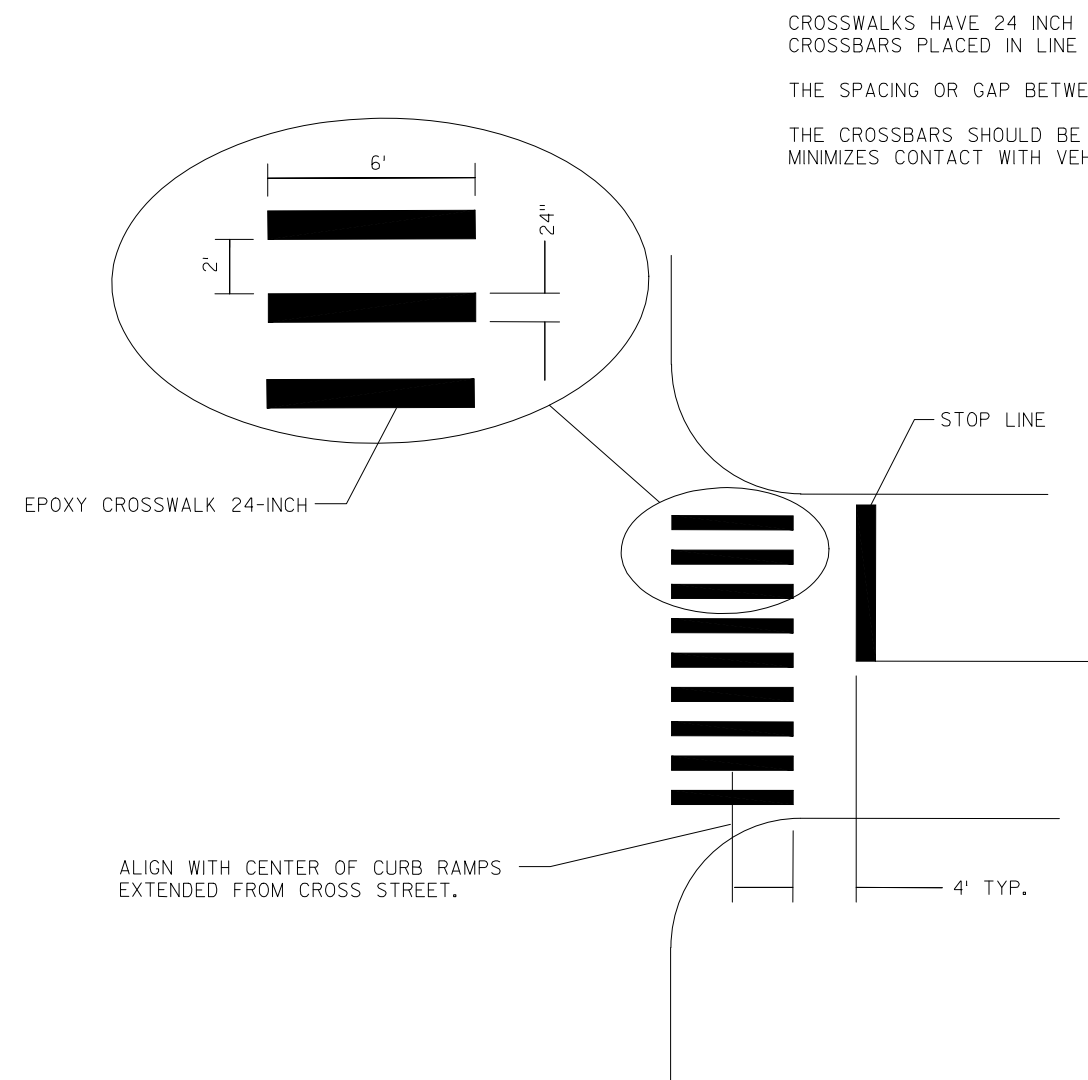 CROSSWALKS HAVE 24 INCH
CROSSBARS PLACED IN LINE
THE SPACING OR GAP
THE CROSSBARS SHOULD BE
MINIMIZES CONTACT WITH
6'
24"
2'
STOP LINE
EPOXY CROSSWALK 24-INCH
ALIGN WITH CENTER OF CURB RAMPS
EXTENDED FROM CROSS STREET.
4' TYP.